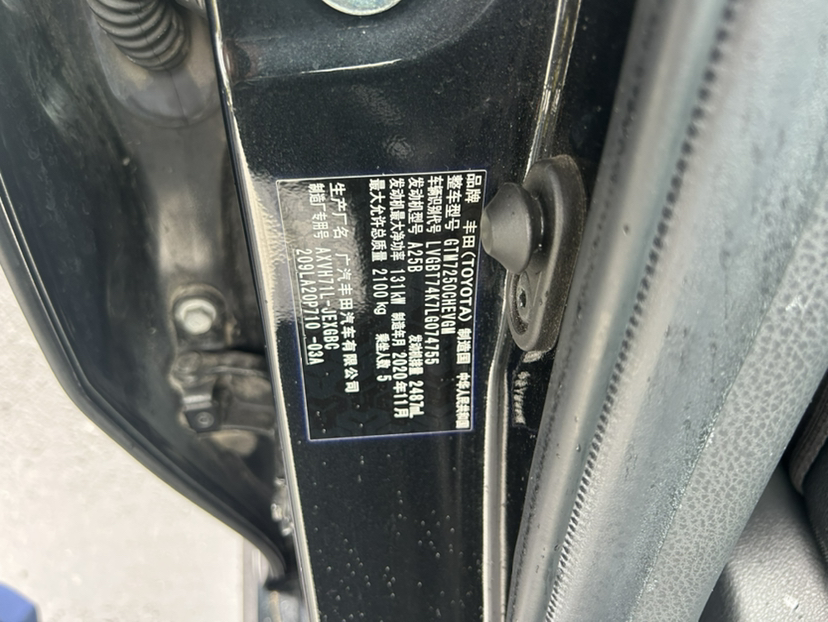 品牌 丰田(TOYOTA) 制造国 中华人民共和国
整车型号 GTM7250CHEVGM
车辆识别代号 LVGBT74K7LG074755
发动机型号 A25B 发动机排量 2487mL
发动机最大净功率 131kW 制造年月 2020年11月
最大允许总质量 2100kg 乘坐人数 5
生产厂名 广汽丰田汽车有限公司
制造厂专用号 AXVH71L-JEXGBC
209LA20P710-03A